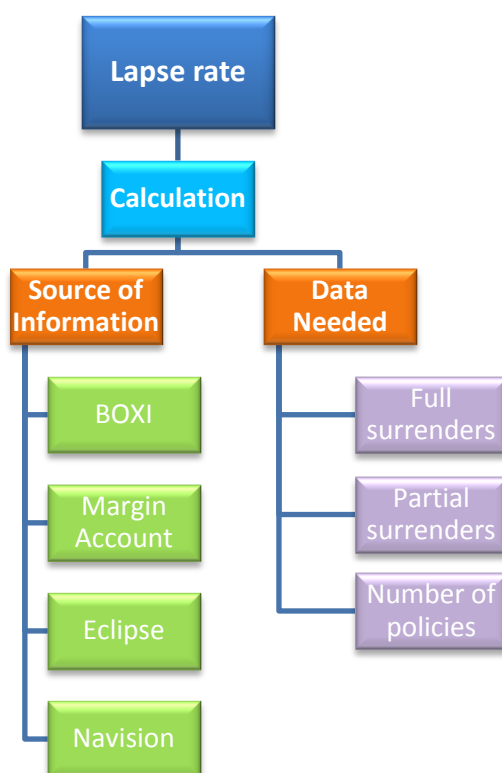 Lapse rate
Calculation
Source of
Information
BOXI
Margin
Account
Eclipse
Navision
Data
Needed
Full
surrenders
Partial
surrenders
Number of
policies